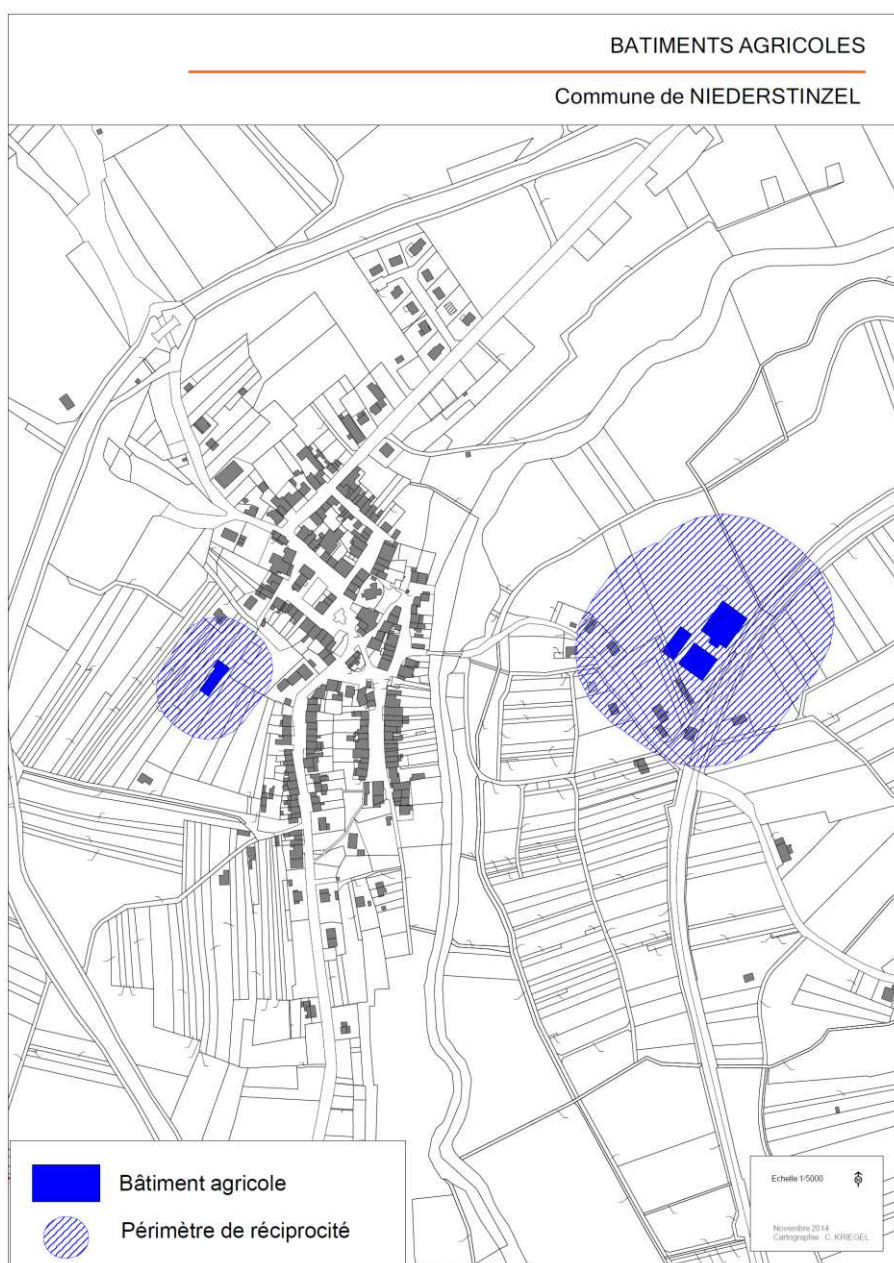 BATIMENTS AGRICOLES
Commune de NIEDERSTINZEL
Bâtiment agricole
Périmètre de réciprocité
Echelle 1/5000
Novembre 2014
Cartographie : C. KRIEGEL